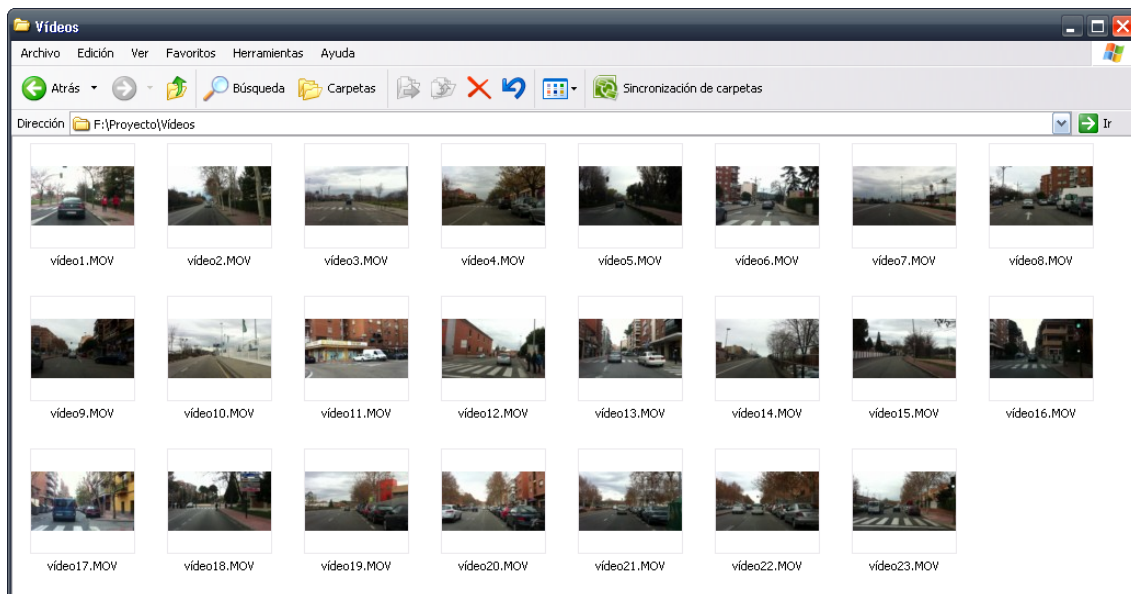 Vídeos
Archivo Edición Ver Favoritos Herramientas Ayuda
Atrás Búsqueda Carpetas Sincronización de carpetas
Dirección F:\Proyecto\Vídeos Ir
vídeo1.MOV vídeo2.MOV vídeo3.MOV vídeo4.MOV vídeo5.MOV vídeo6.MOV vídeo7.MOV vídeo8.MOV
vídeo9.MOV vídeo10.MOV vídeo11.MOV vídeo12.MOV vídeo13.MOV vídeo14.MOV vídeo15.MOV vídeo16.MOV
vídeo17.MOV vídeo18.MOV vídeo19.MOV vídeo20.MOV vídeo21.MOV vídeo22.MOV vídeo23.MOV